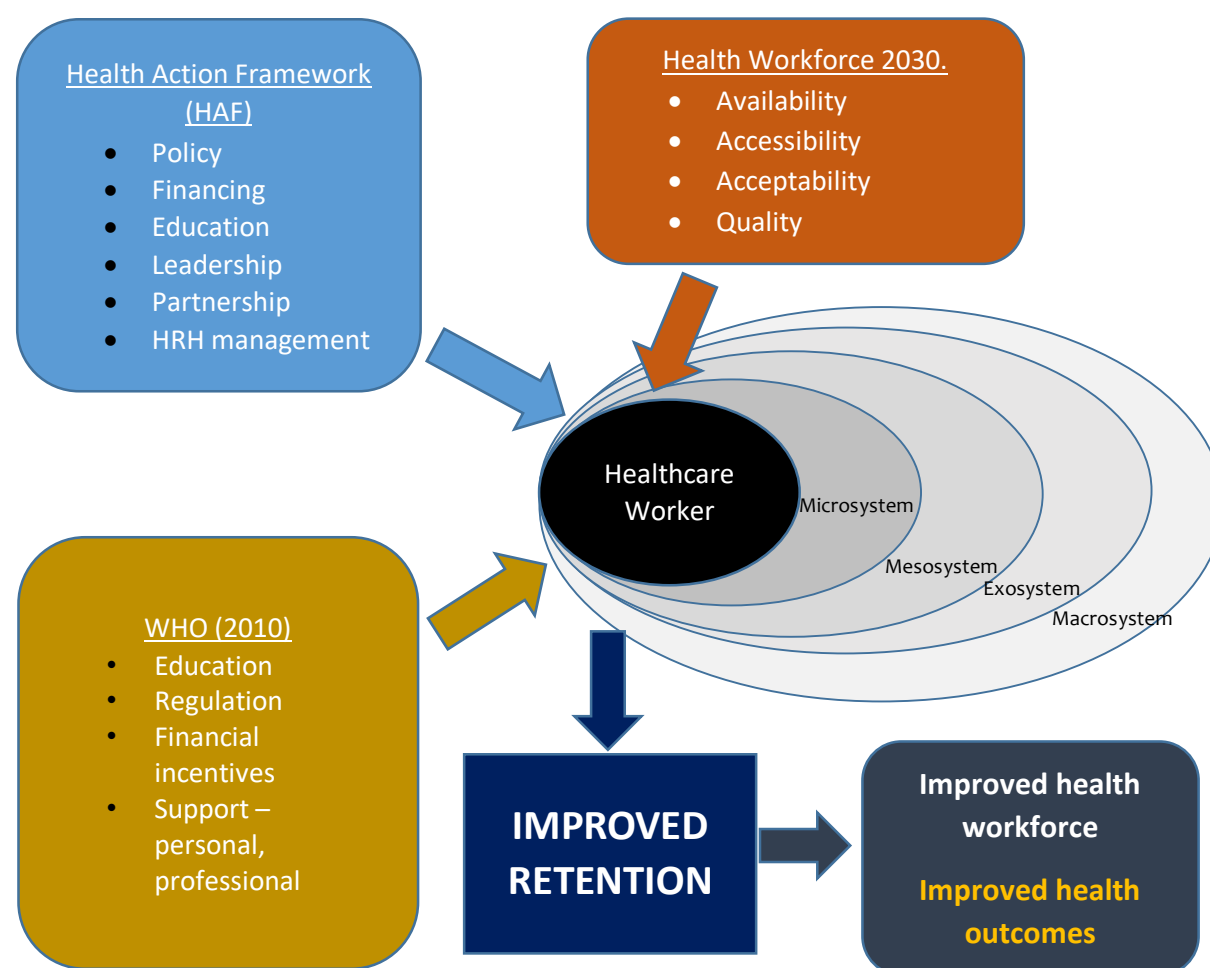 Health Action Framework
(HAF)
• Policy
• Financing
• Education
• Leadership
• Partnership
• HRH management
Health Workforce 2030.
• Availability
• Accessibility
• Acceptability
• Quality
Healthcare
Worker
Microsystem
Mesosystem
Exosystem
Macrosystem
WHO (2010)
• Education
• Regulation
• Financial
incentives
• Support –
personal,
professional
IMPROVED
RETENTION
Improved health
workforce
Improved health
outcomes